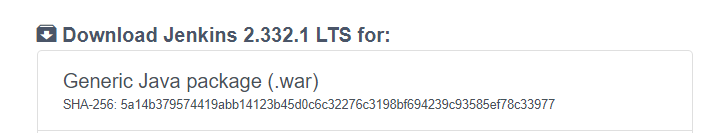 Download Jenkins 2.332.1 LTS for:
Generic Java package (.war)
SHA-256: 5a14b379574419abb14123b45d0c6c32276c3198bf694239c93585ef78c33977